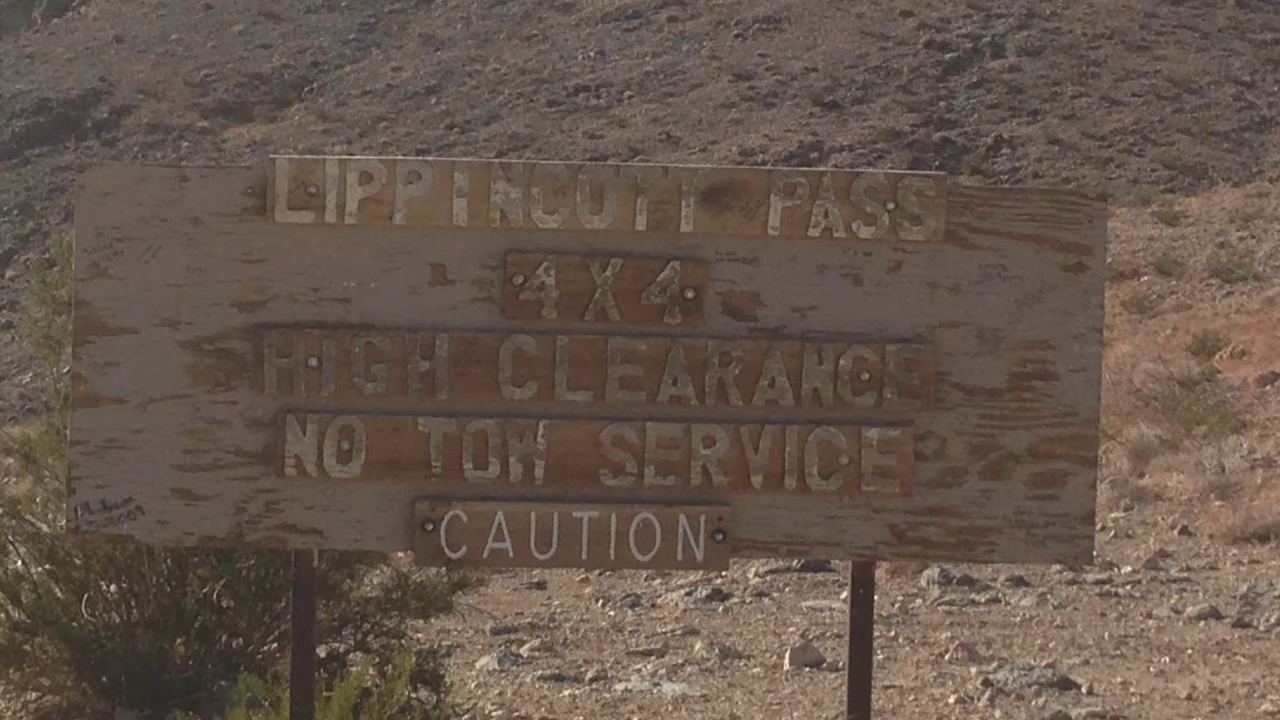 LIPPINCOTT PASS
4X4
HIGH CLEARANCE
NO TOW SERVICE
CAUTION